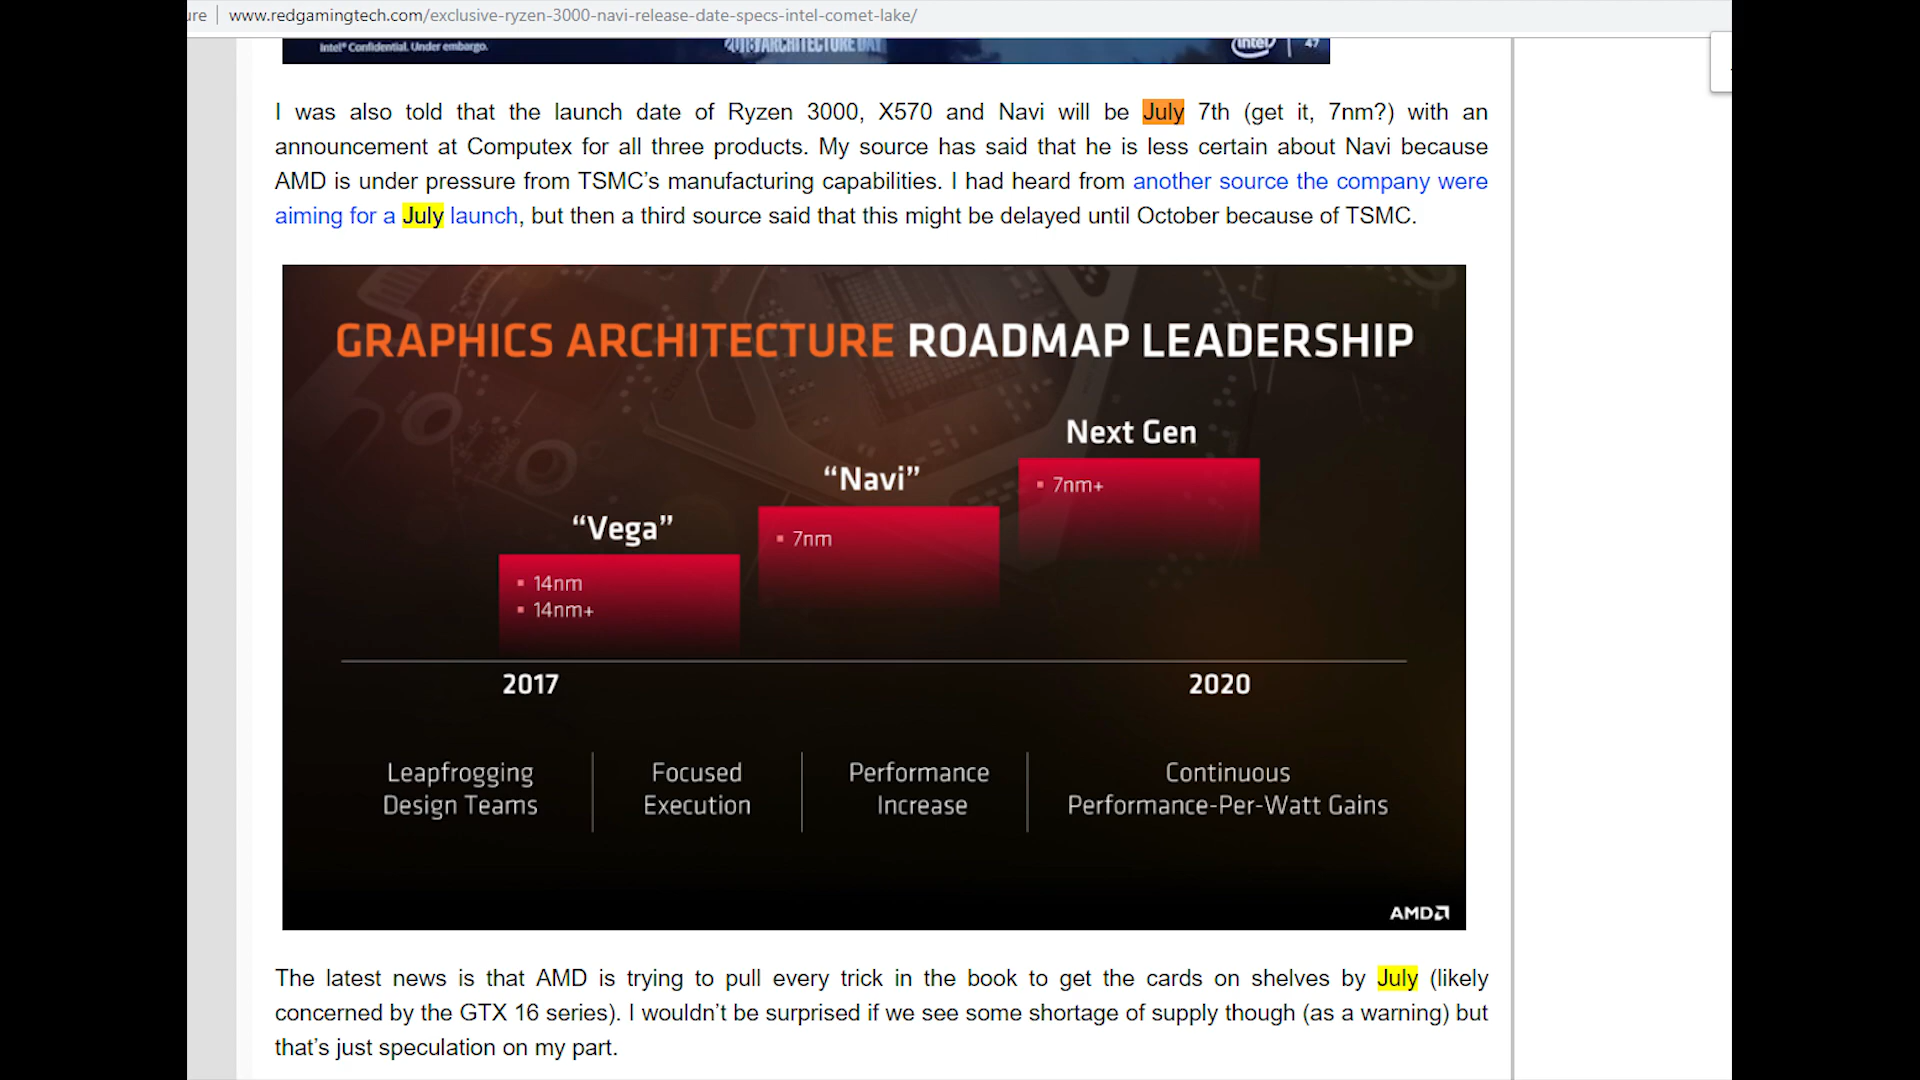 ure
www.redgamingtech.com/exclusive-ryzen-3000-navi-release-date-specs-intel-comet-lake/
Intel® Confidential. Under embargo.
2018 ARCHITECTURE DAY
intel
47
I was also told that the launch date of Ryzen 3000, X570 and Navi will be July 7th (get it, 7nm?) with an
announcement at Computex for all three products. My source has said that he is less certain about Navi because
AMD is under pressure from TSMC’s manufacturing capabilities. I had heard from another source the company were
aiming for a July launch, but then a third source said that this might be delayed until October because of TSMC.
GRAPHICS ARCHITECTURE ROADMAP LEADERSHIP
Next Gen
7nm+
“Navi”
7nm
“Vega”
14nm
14nm+
2017
2020
Leapfrogging
Design Teams
Focused
Execution
Performance
Increase
Continuous
Performance-Per-Watt Gains
AMD
The latest news is that AMD is trying to pull every trick in the book to get the cards on shelves by July (likely
concerned by the GTX 16 series). I wouldn’t be surprised if we see some shortage of supply though (as a warning) but
that’s just speculation on my part.